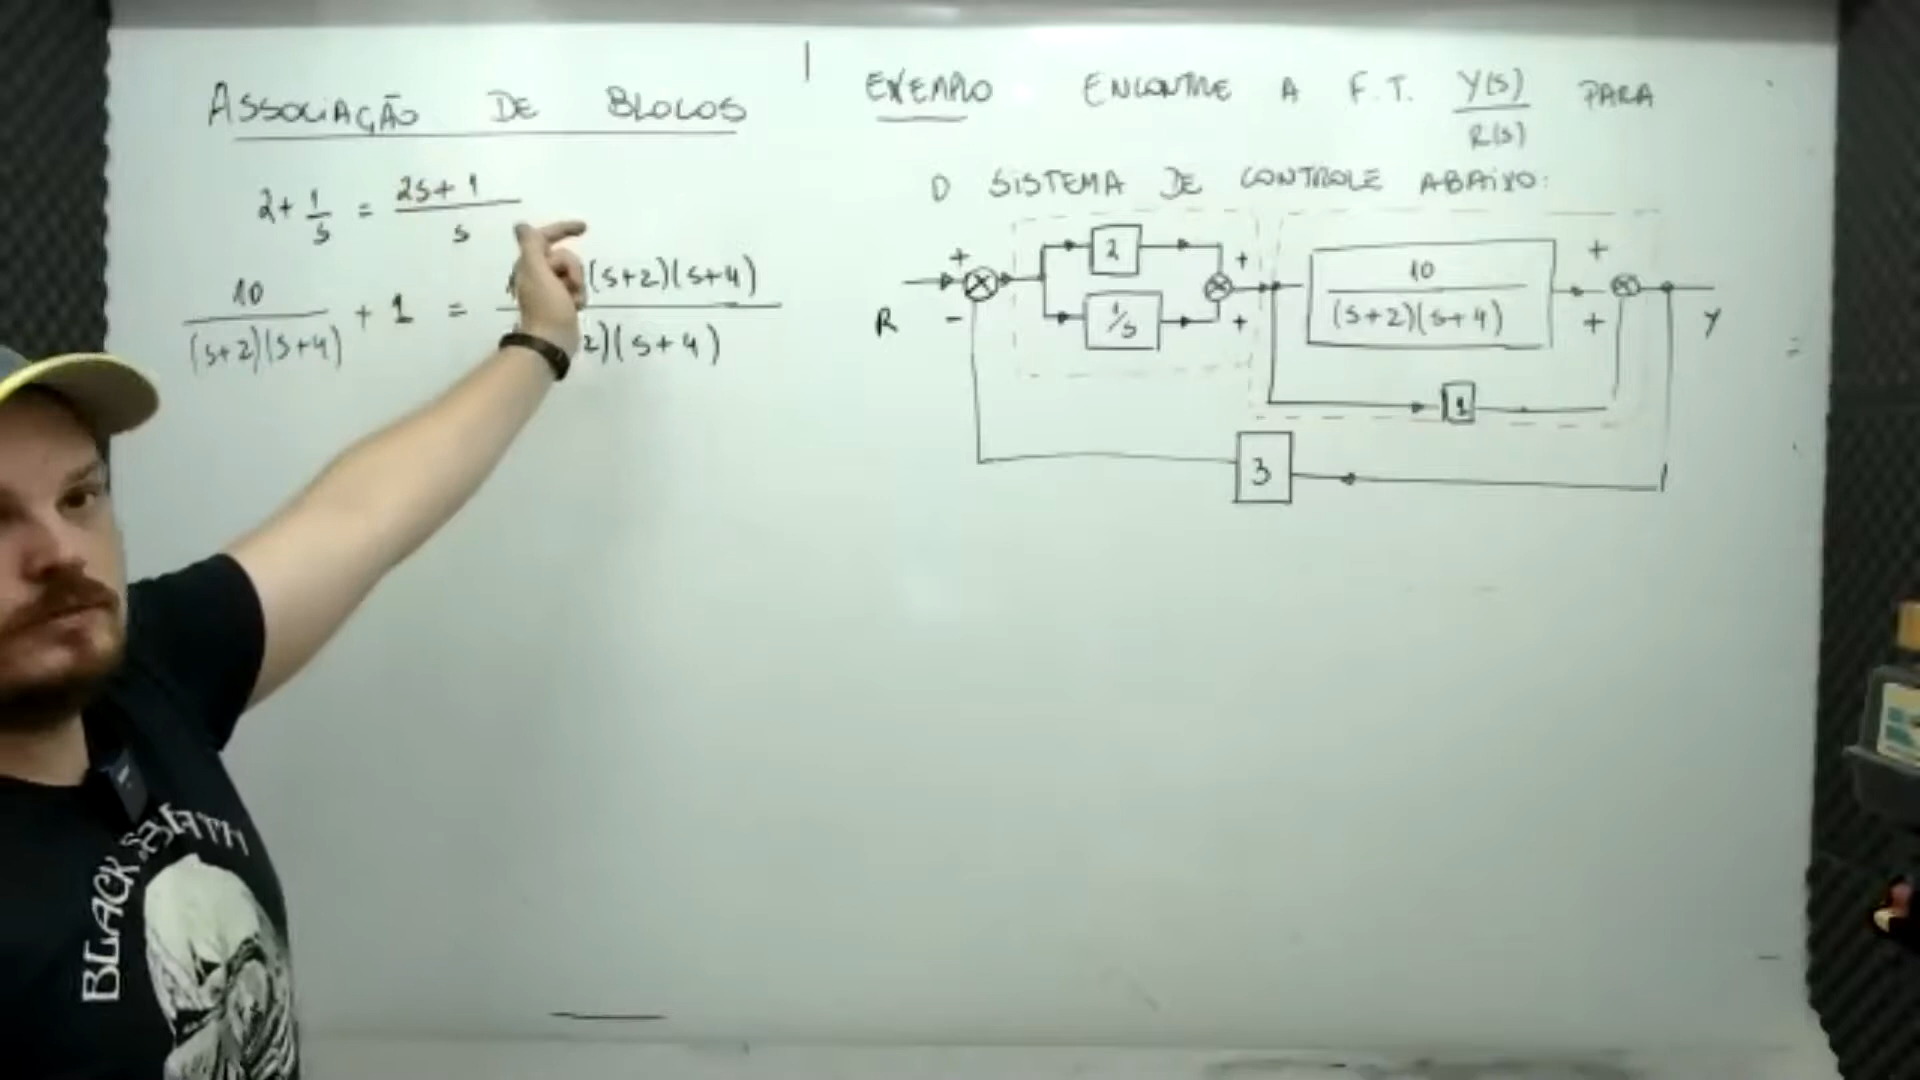 ASSOCIAÇÃO DE BLOCOS
2 + 1/s = 2s+1/s
10/(s+2)(s+4) + 1 = (s+2)(s+4)/2)(s+4)
EXEMPLO ENCONTRE A F.T. Y(s)/R(s) PARA
O SISTEMA DE CONTROLE ABAIXO:
+ 2 + 10/(s+2)(s+4) +
R - 1/s + + Y
1
3
BLACK SABBATH